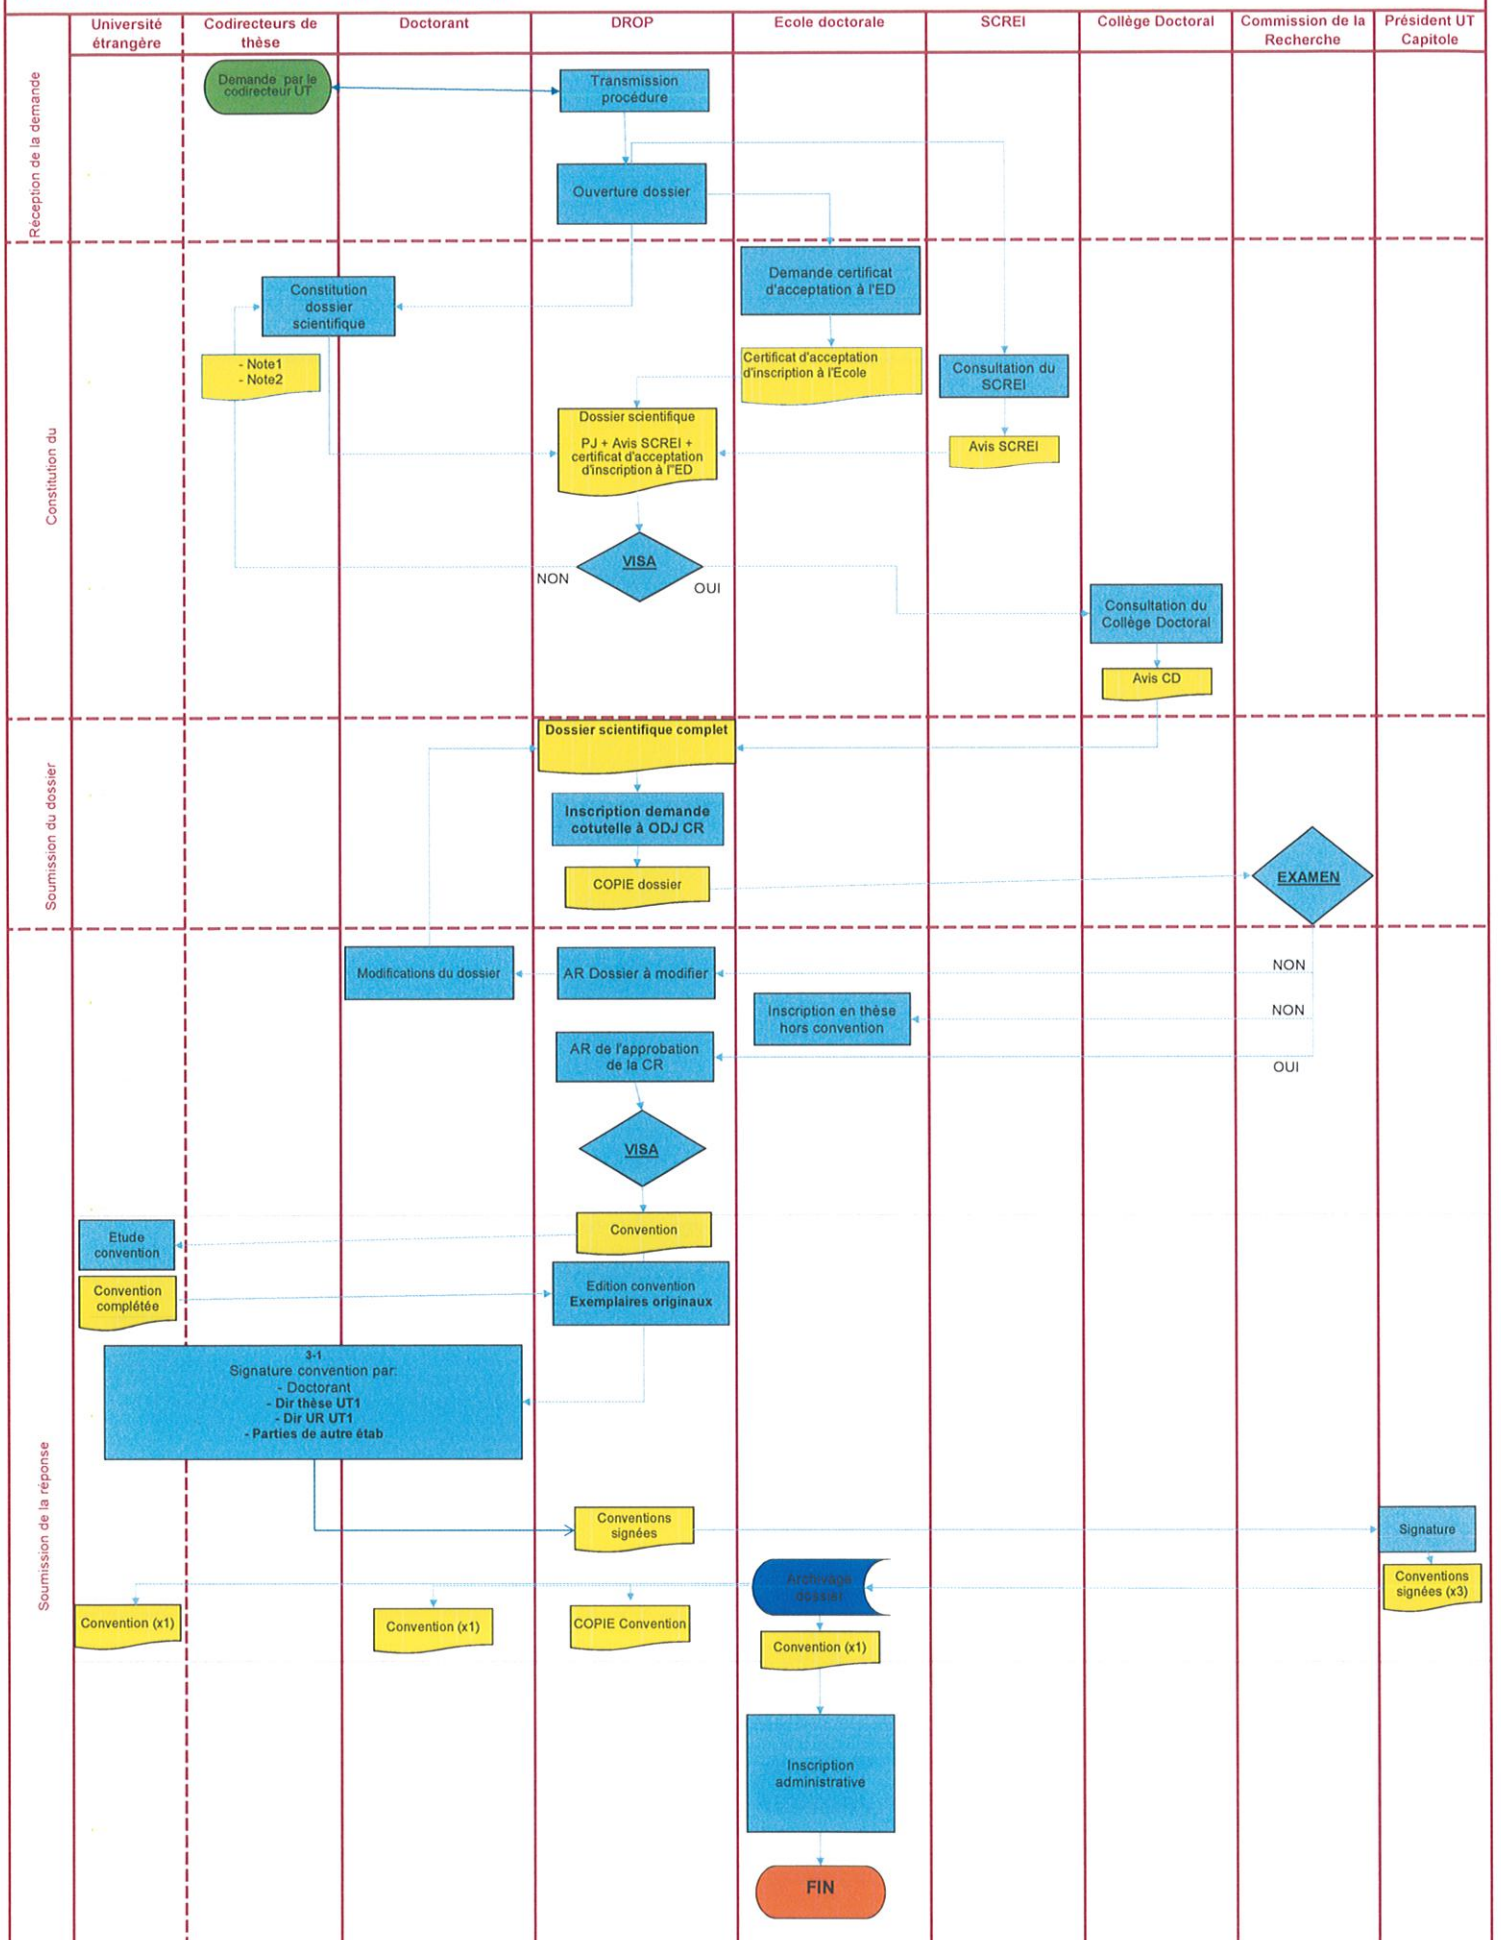 Université
étrangère
Codirecteurs de
thèse
Doctorant
DROP
Ecole doctorale
SCREI
Collège Doctoral
Commission de la
Recherche
Président UT
Capitole
Réception de la demande
Demande par le
codirecteur UT
Transmission
procédure
Ouverture dossier
Constitution du
Demande certificat
d'acceptation à l'ED
Constitution
dossier
scientifique
- Note1
- Note2
Certificat d'acceptation
d'inscription à l'Ecole
Consultation du
SCREI
Dossier scientifique
PJ + Avis SCREI +
certificat d'acceptation
d'inscription à l''ED
Avis SCREI
VISA
NON
OUI
Consultation du
Collège Doctoral
Avis CD
Soumission du dossier
Dossier scientifique complet
Inscription demande
cotutelle à ODJ CR
COPIE dossier
EXAMEN
Soumission de la réponse
Modifications du dossier
AR Dossier à modifier
NON
Inscription en thèse
hors convention
NON
AR de l'approbation
de la CR
OUI
VISA
Convention
Etude
convention
Convention
complétée
Edition convention
Exemplaires originaux
3-1
Signature convention par:
- Doctorant
- Dir thèse UT1
- Dir UR UT1
- Parties de autre étab
Conventions
signées
Signature
Archivage
dossier
Conventions
signées (x3)
Convention (x1)
Convention (x1)
COPIE Convention
Convention (x1)
Inscription
administrative
FIN